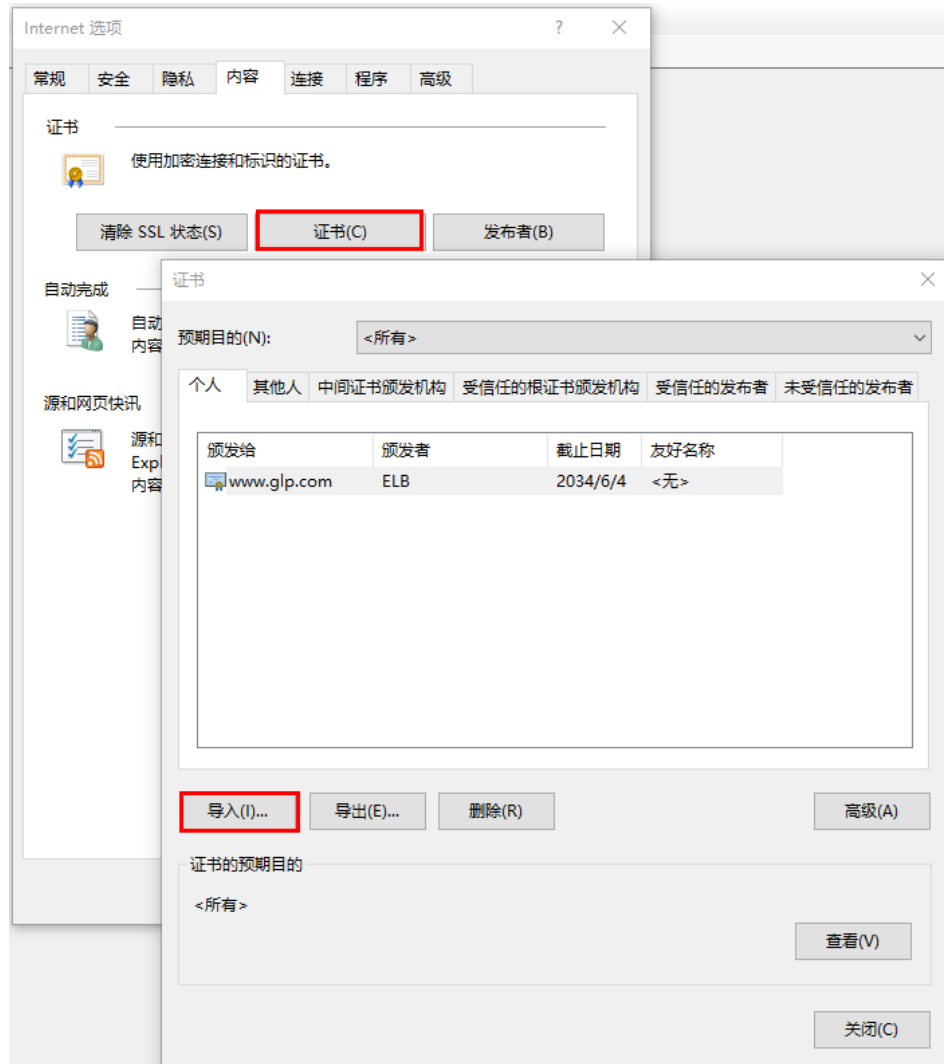 Internet 选项
常规 安全 隐私 内容 连接 程序 高级
证书
使用加密连接和标识的证书。
清除 SSL 状态(S) 证书(C) 发布者(B)
自动完成
自动
内容
源和网页快讯
源和
Expl
内容
证书
预期目的(N): <所有>
个人 其他人 中间证书颁发机构 受信任的根证书颁发机构 受信任的发布者 未受信任的发布者
颁发给 颁发者 截止日期 友好名称
www.glp.com ELB 2034/6/4 <无>
导入(I)... 导出(E)... 删除(R) 高级(A)
证书的预期目的
<所有>
查看(V)
关闭(C)